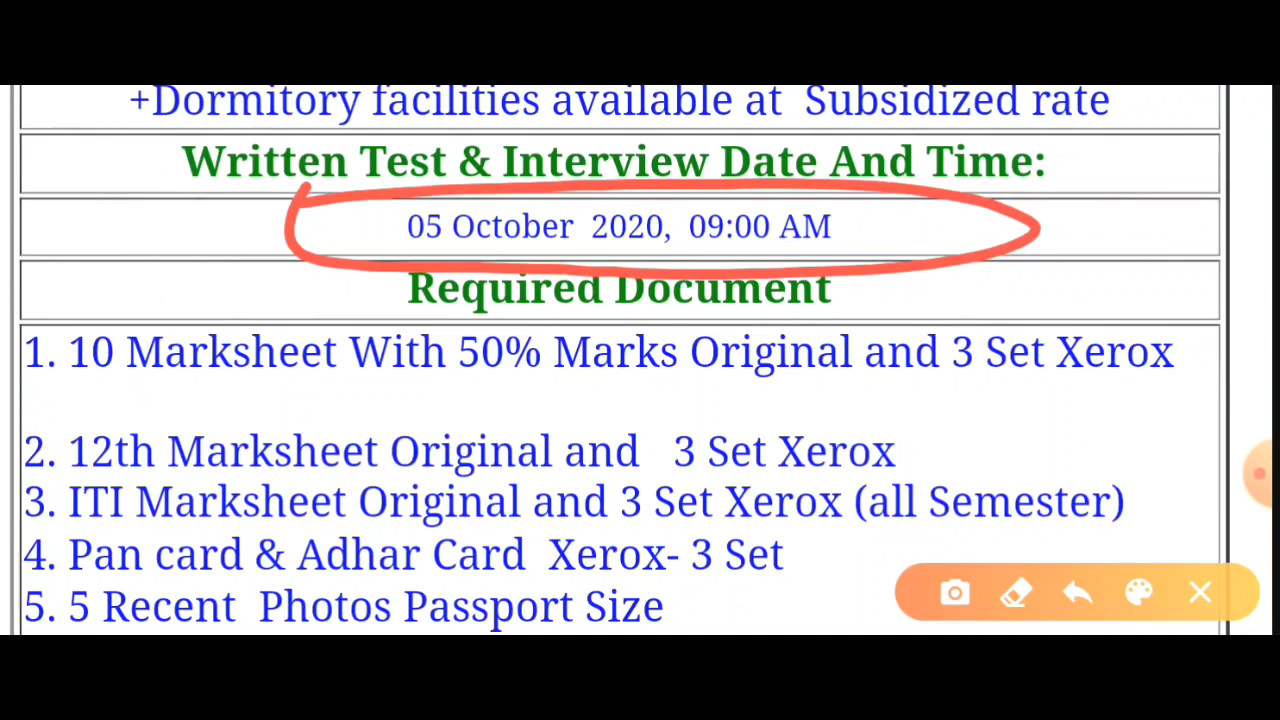 +Dormitory facilities available at Subsidized rate
Written Test & Interview Date And Time:
05 October 2020, 09:00 AM
Required Document
1. 10 Marksheet With 50% Marks Original and 3 Set Xerox
2. 12th Marksheet Original and 3 Set Xerox
3. ITI Marksheet Original and 3 Set Xerox (all Semester)
4. Pan card & Adhar Card Xerox- 3 Set
5. 5 Recent Photos Passport Size